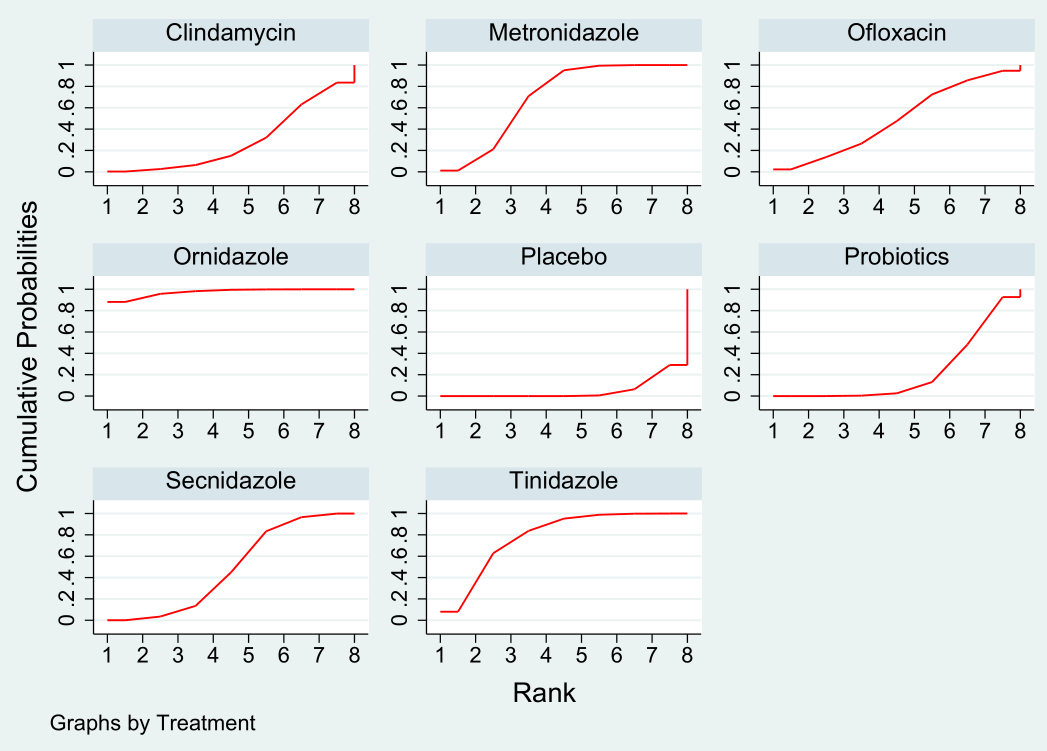 Clindamycin Metronidazole Ofloxacin
0 .2 .4 .6 .8 1 0 .2 .4 .6 .8 1 0 .2 .4 .6 .8 1
1 2 3 4 5 6 7 8 1 2 3 4 5 6 7 8 1 2 3 4 5 6 7 8
Cumulative Probabilities
Ornidazole Placebo Probiotics
0 .2 .4 .6 .8 1 0 .2 .4 .6 .8 1 0 .2 .4 .6 .8 1
1 2 3 4 5 6 7 8 1 2 3 4 5 6 7 8 1 2 3 4 5 6 7 8
Secnidazole Tinidazole
0 .2 .4 .6 .8 1 0 .2 .4 .6 .8 1
1 2 3 4 5 6 7 8 1 2 3 4 5 6 7 8
Rank
Graphs by Treatment